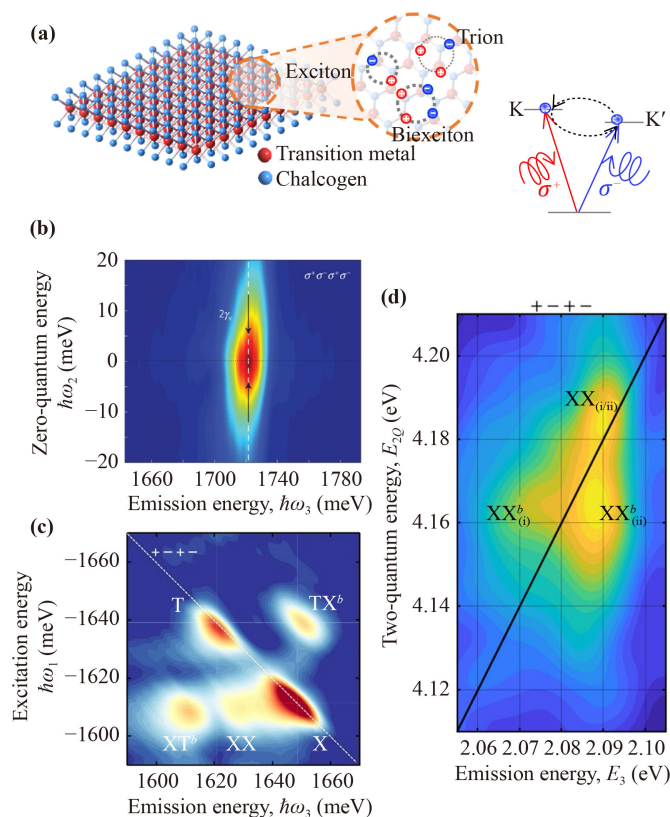 (a)
Exciton
Trion
Biexciton
Transition metal
Chalcogen
K
K′
σ⁺
σ⁻
(b)
σ⁺σ⁻σ⁺σ⁻
2γᵥ
20
10
0
−10
−20
Zero-quantum energy
ℏω₂ (meV)
1660
1700
1740
1780
Emission energy, ℏω₃
(meV)
(c)
+ − + −
T
TXᵇ
XTᵇ
XX
X
−1660
−1640
−1620
−1600
Excitation energy
ℏω₁ (meV)
1600
1620
1640
1660
Emission energy, ℏω₃ (meV)
(d)
+ − + −
XX(i/ii)
XXᵇ(i)
XXᵇ(ii)
4.20
4.18
4.16
4.14
4.12
Two-quantum energy, E₂Q (eV)
2.06
2.07
2.08
2.09
2.10
Emission energy, E₃ (eV)